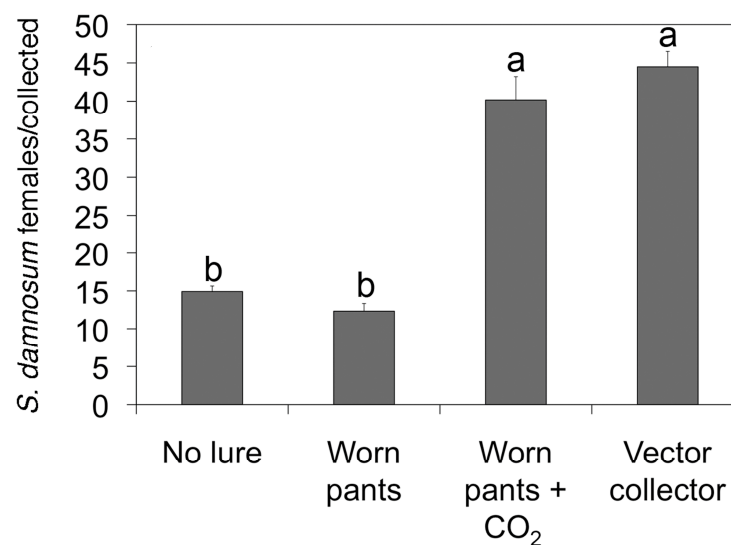 S. damnosum females/collected
50
45
40
35
30
25
20
15
10
5
0
b
b
a
a
No lure
Worn
pants
Worn
pants +
CO₂
Vector
collector